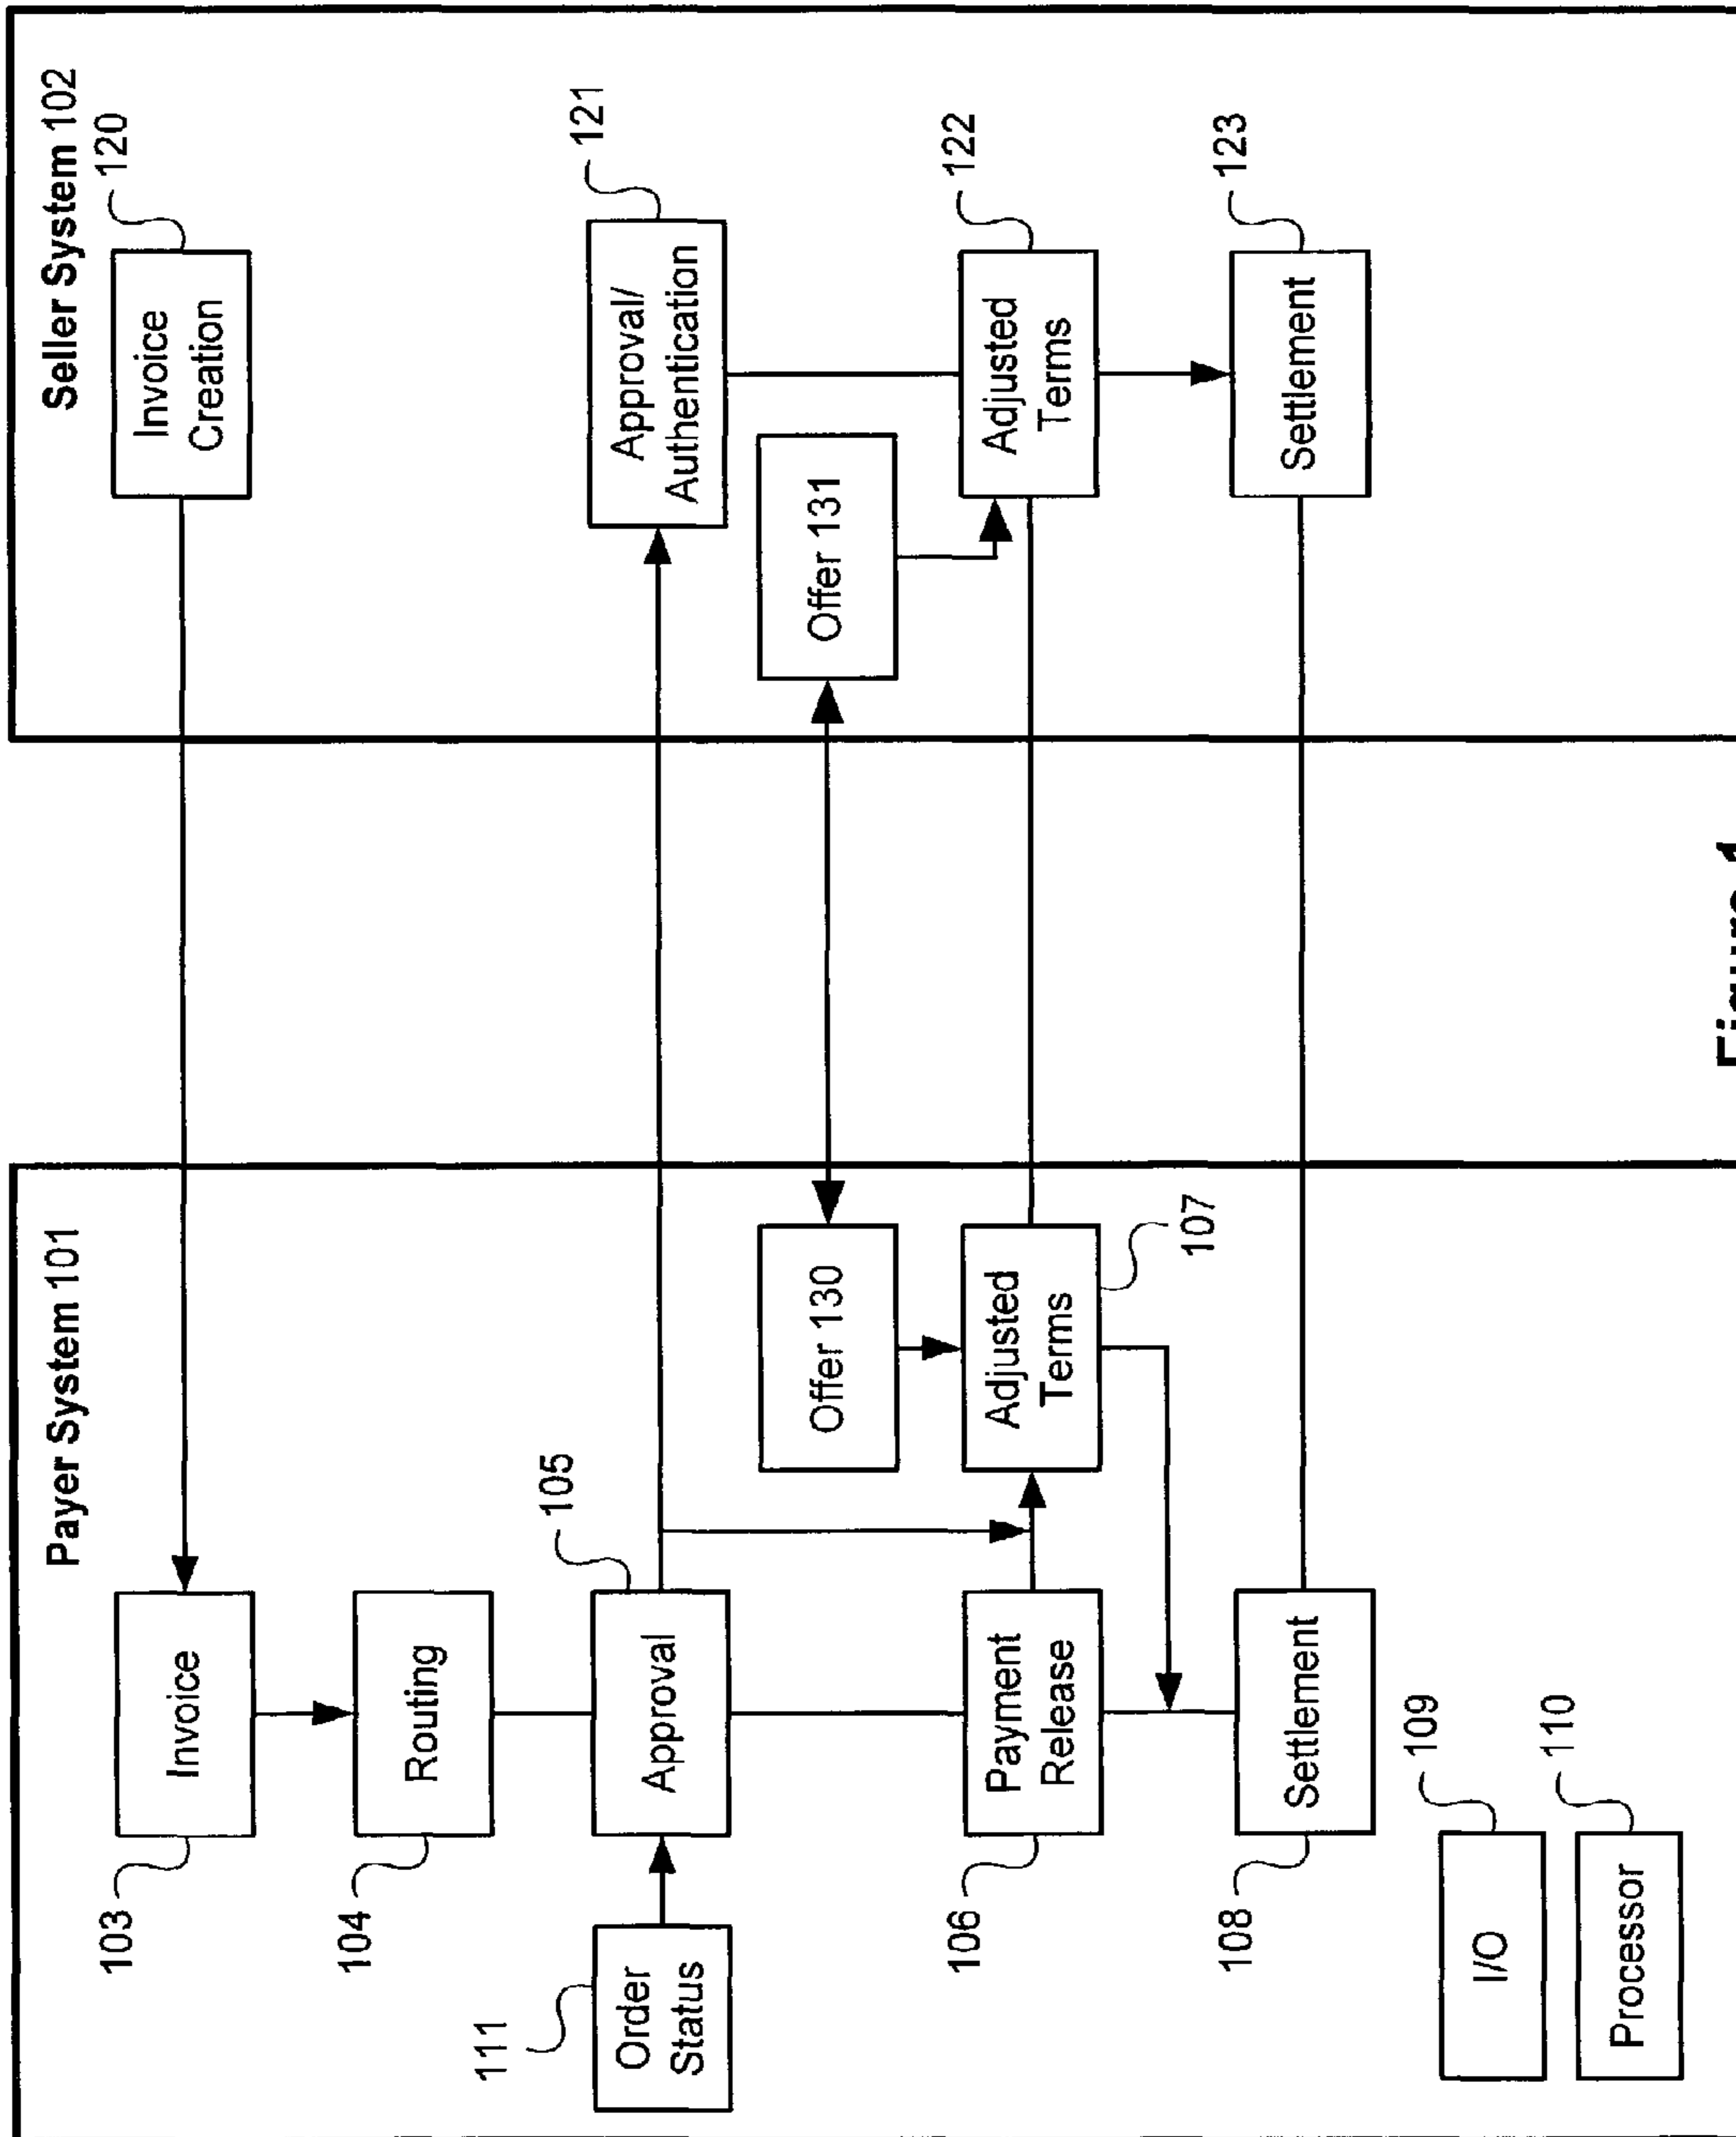 Payer System 101
103
Invoice
104
Routing
111
Order
Status
Approval
105
Offer 130
106
Payment
Release
Adjusted
Terms
107
108
Settlement
I/O
109
Processor
110
Seller System 102
Invoice
Creation
120
Approval/
Authentication
121
Offer 131
Adjusted
Terms
122
Settlement
123
Figure 1